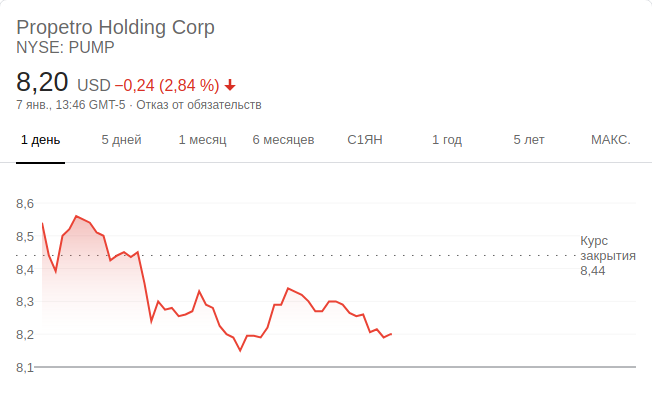 Propetro Holding Corp
NYSE: PUMP
8,20 USD −0,24 (2,84 %)
7 янв., 13:46 GMT-5 · Отказ от обязательств
1 день 5 дней 1 месяц 6 месяцев С1ЯН 1 год 5 лет МАКС.
8,6
8,5
Курс
закрытия
8,44
8,4
8,3
8,2
8,1